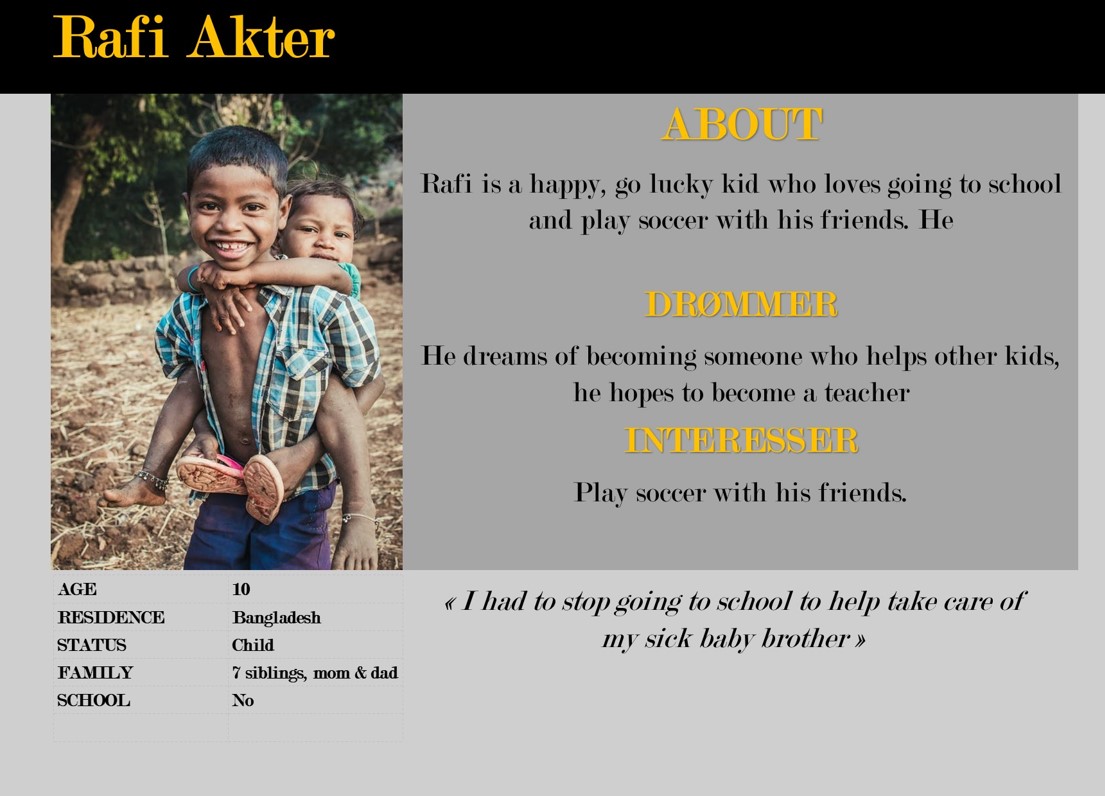 Rafi Akter
ABOUT
Rafi is a happy, go lucky kid who loves going to school
and play soccer with his friends. He
DRØMMER
He dreams of becoming someone who helps other kids,
he hopes to become a teacher
INTERESSER
Play soccer with his friends.
AGE 10
RESIDENCE Bangladesh
STATUS Child
FAMILY 7 siblings, mom & dad
SCHOOL No
« I had to stop going to school to help take care of
my sick baby brother »